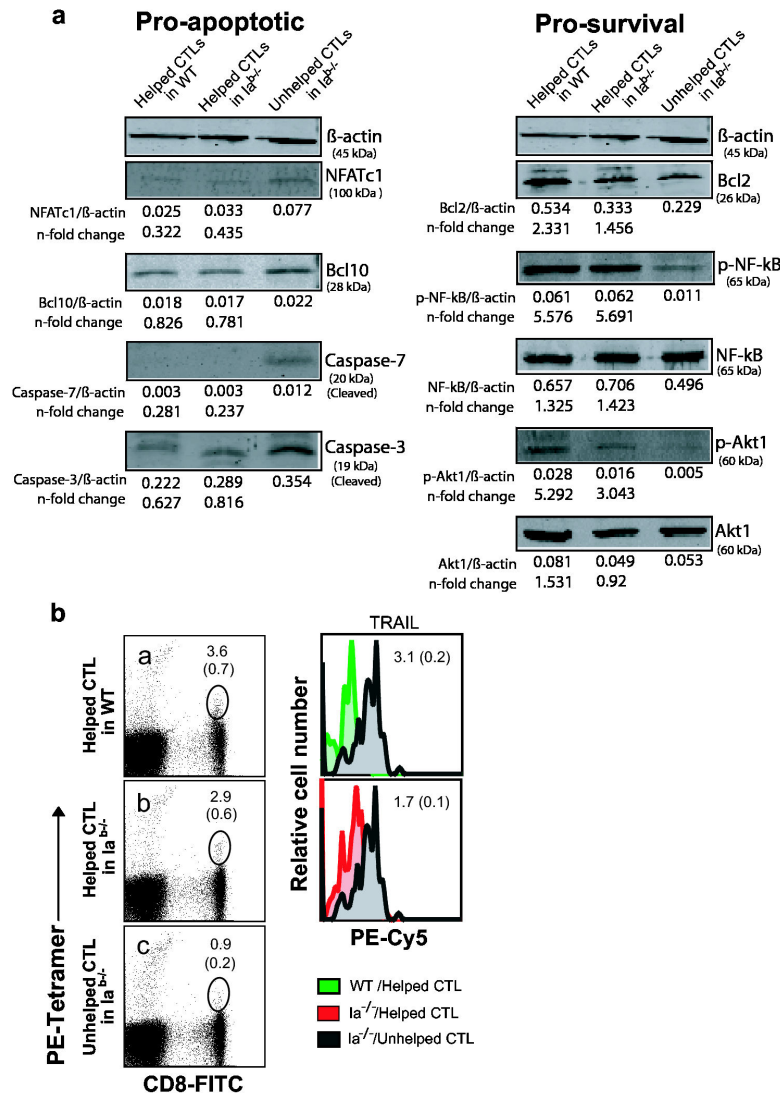 a
Pro-apoptotic
Helped CTLs in WT
Helped CTLs in Iab-/-
Unhelped CTLs in Iab-/-
ß-actin
(45 kDa)
NFATc1
(100 kDa )
NFATc1/ß-actin 0.025 0.033 0.077
n-fold change 0.322 0.435
Bcl10
(28 kDa)
Bcl10/ß-actin 0.018 0.017 0.022
n-fold change 0.826 0.781
Caspase-7
(20 kDa)
(Cleaved)
Caspase-7/ß-actin 0.003 0.003 0.012
n-fold change 0.281 0.237
Caspase-3
(19 kDa)
(Cleaved)
Caspase-3/ß-actin 0.222 0.289 0.354
n-fold change 0.627 0.816
Pro-survival
Helped CTLs in WT
Helped CTLs in Iab-/-
Unhelped CTLs in Iab-/-
ß-actin
(45 kDa)
Bcl2
(26 kDa)
Bcl2/ß-actin 0.534 0.333 0.229
n-fold change 2.331 1.456
p-NF-kB
(65 kDa)
p-NF-kB/ß-actin 0.061 0.062 0.011
n-fold change 5.576 5.691
NF-kB
(65 kDa)
NF-kB/ß-actin 0.657 0.706 0.496
n-fold change 1.325 1.423
p-Akt1
(60 kDa)
p-Akt1/ß-actin 0.028 0.016 0.005
n-fold change 5.292 3.043
Akt1
(60 kDa)
Akt1/ß-actin 0.081 0.049 0.053
n-fold change 1.531 0.92
b
PE-Tetramer
Helped CTL
in WT
a
3.6
(0.7)
Helped CTL
in Ia b-/-
b
2.9
(0.6)
Unhelped CTL
in Ia b-/-
c
0.9
(0.2)
CD8-FITC
TRAIL
Relative cell number
3.1 (0.2)
1.7 (0.1)
PE-Cy5
WT /Helped CTL
Ia-/-/Helped CTL
Ia-/-/Unhelped CTL